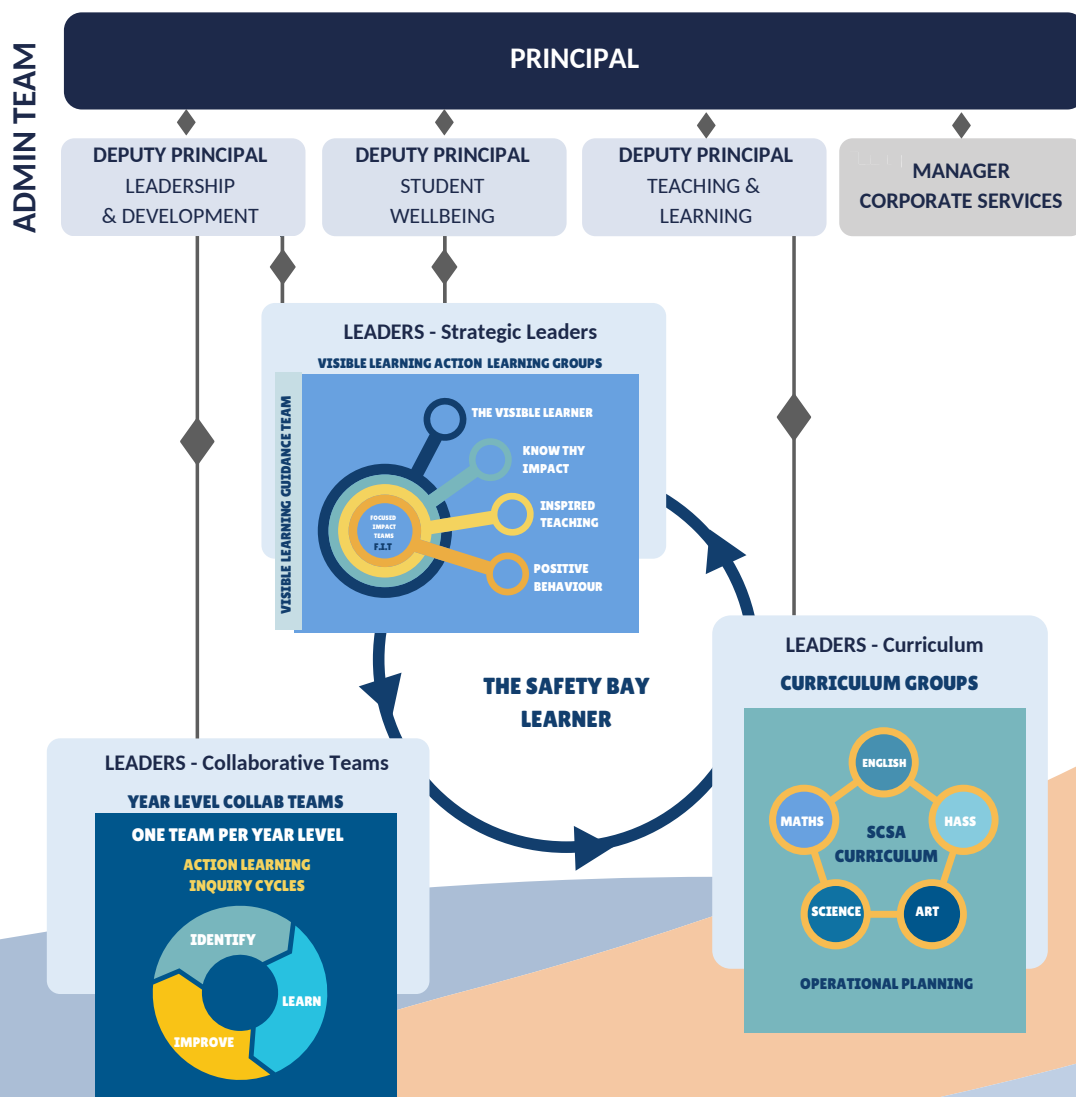 ADMIN TEAM
PRINCIPAL
DEPUTY PRINCIPAL
LEADERSHIP
& DEVELOPMENT
DEPUTY PRINCIPAL
STUDENT
WELLBEING
DEPUTY PRINCIPAL
TEACHING &
LEARNING
MANAGER
CORPORATE SERVICES
LEADERS - Strategic Leaders
VISIBLE LEARNING ACTION LEARNING GROUPS
VISIBLE LEARNING GUIDANCE TEAM
THE VISIBLE LEARNER
KNOW THY
IMPACT
INSPIRED
TEACHING
POSITIVE
BEHAVIOUR
FOCUSED
IMPACT
TEAMS
F.I.T
THE SAFETY BAY
LEARNER
LEADERS - Collaborative Teams
YEAR LEVEL COLLAB TEAMS
ONE TEAM PER YEAR LEVEL
ACTION LEARNING
INQUIRY CYCLES
IDENTIFY
LEARN
IMPROVE
LEADERS - Curriculum
CURRICULUM GROUPS
ENGLISH
MATHS
HASS
SCSA
CURRICULUM
SCIENCE
ART
OPERATIONAL PLANNING